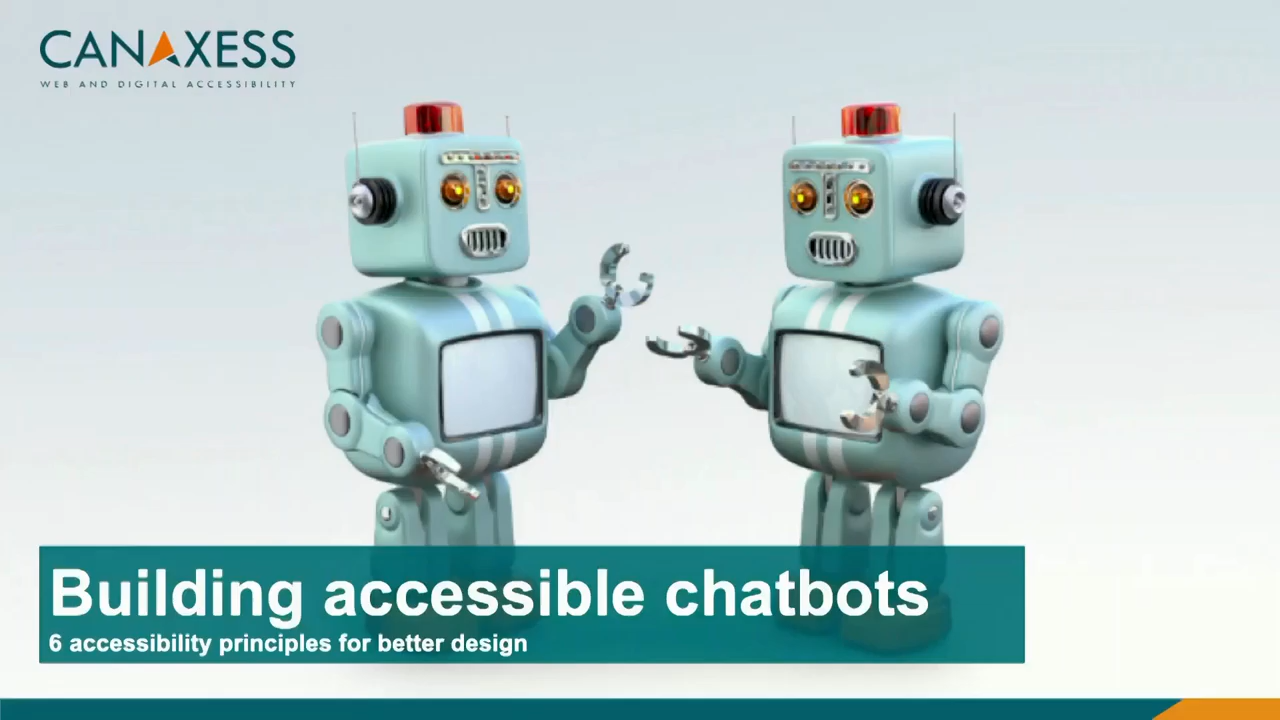 CANAXESS
WEB AND DIGITAL ACCESSIBILITY
Building accessible chatbots
6 accessibility principles for better design